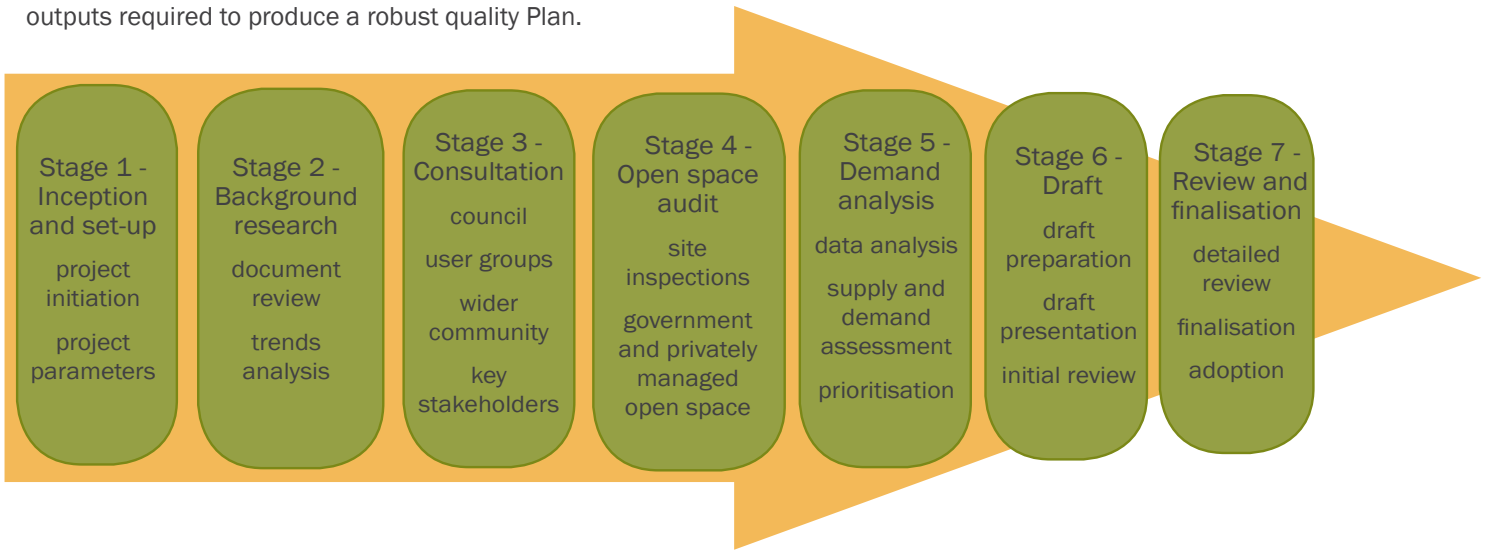 outputs required to produce a robust quality Plan.
Stage 1 -
Inception
and set-up
project
initiation
project
parameters
Stage 2 -
Background
research
document
review
trends
analysis
Stage 3 -
Consultation
council
user groups
wider
community
key
stakeholders
Stage 4 -
Open space
audit
site
inspections
government
and privately
managed
open space
Stage 5 -
Demand
analysis
data analysis
supply and
demand
assessment
prioritisation
Stage 6 -
Draft
draft
preparation
draft
presentation
initial review
Stage 7 -
Review and
finalisation
detailed
review
finalisation
adoption